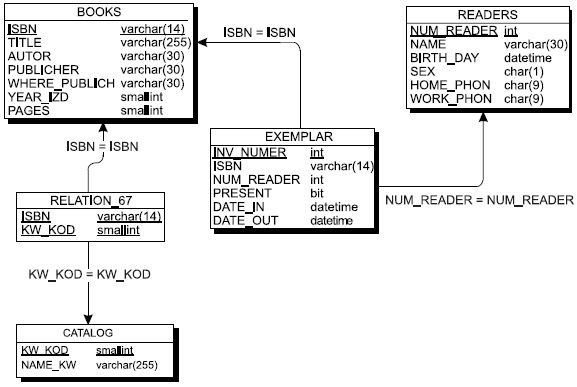 BOOKS
ISBN varchar(14)
TITLE varchar(255)
AUTOR varchar(30)
PUBLICHER varchar(30)
WHERE_PUBLICH varchar(30)
YEAR_IZD smallint
PAGES smallint
ISBN = ISBN
READERS
NUM_READER int
NAME varchar(30)
BIRTH_DAY datetime
SEX char(1)
HOME_PHON char(9)
WORK_PHON char(9)
ISBN = ISBN
EXEMPLAR
INV_NUMER int
ISBN varchar(14)
NUM_READER int
PRESENT bit
DATE_IN datetime
DATE_OUT datetime
NUM_READER = NUM_READER
RELATION_67
ISBN varchar(14)
KW_KOD smallint
KW_KOD = KW_KOD
CATALOG
KW_KOD smallint
NAME_KW varchar(255)